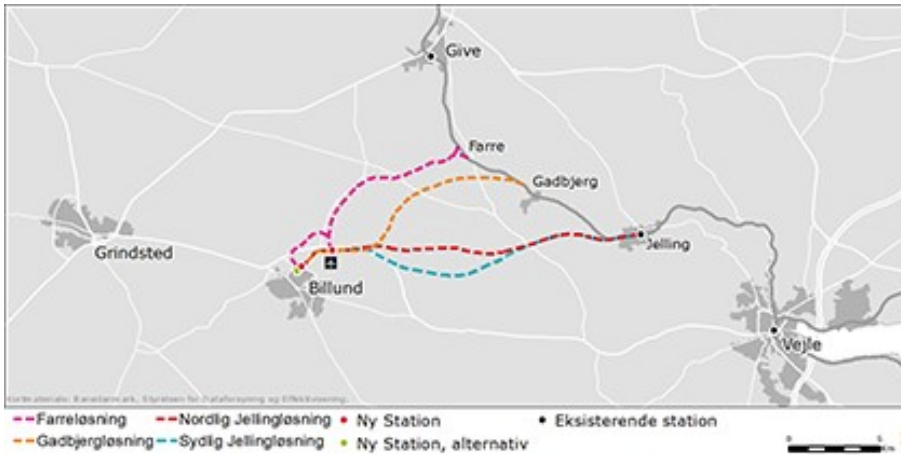 Give
Farre
Gadbjerg
Jelling
Grindsted
Billund
Vejle
Farreløsning
Nordlig Jellingløsning
Ny Station
Eksisterende station
Gadbjergløsning
Sydlig Jellingløsning
Ny Station, alternativ